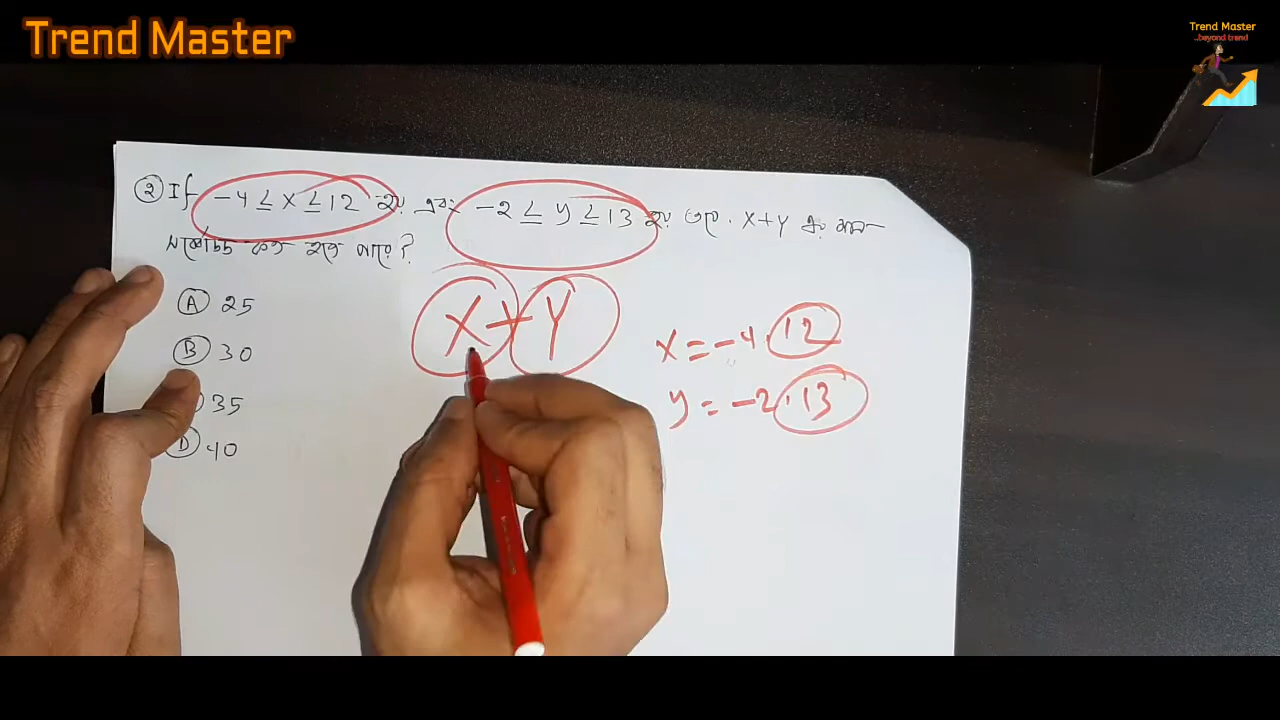 Trend Master
Trend Master
..beyond trend
২ If -4 ≤ x ≤ 12 হয় এবং -2 ≤ y ≤ 13 হয় তবে. x+y এর মান
সর্বোচ্চ কত হতে পারে?
A 25
B 30
35
D 40
X+Y
x = -4, 12
y = -2, 13